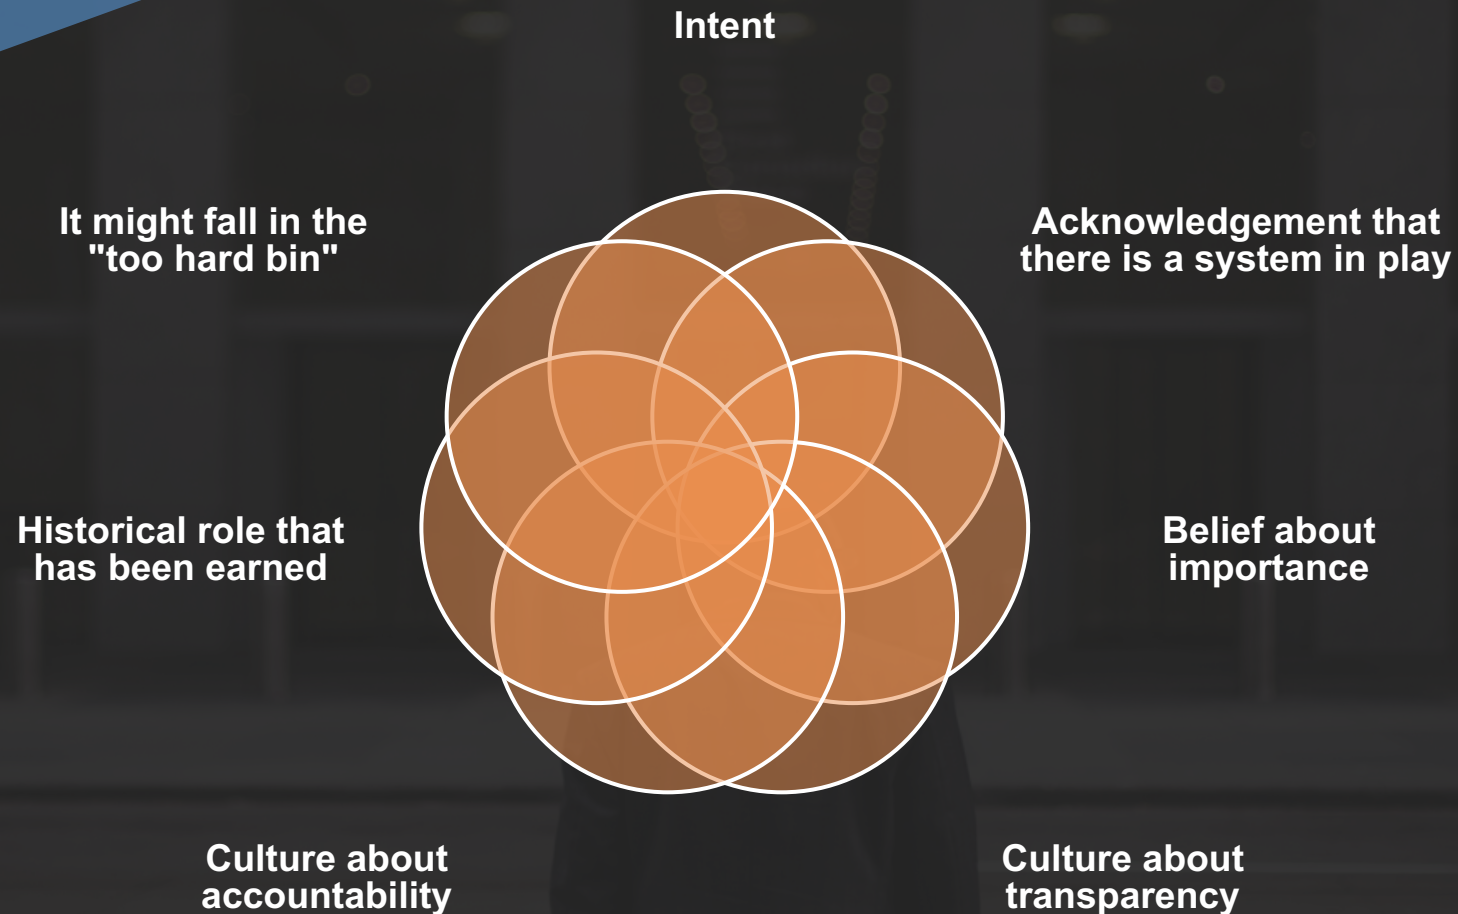 Intent
It might fall in the
"too hard bin"
Acknowledgement that
there is a system in play
Historical role that
has been earned
Belief about
importance
Culture about
accountability
Culture about
transparency